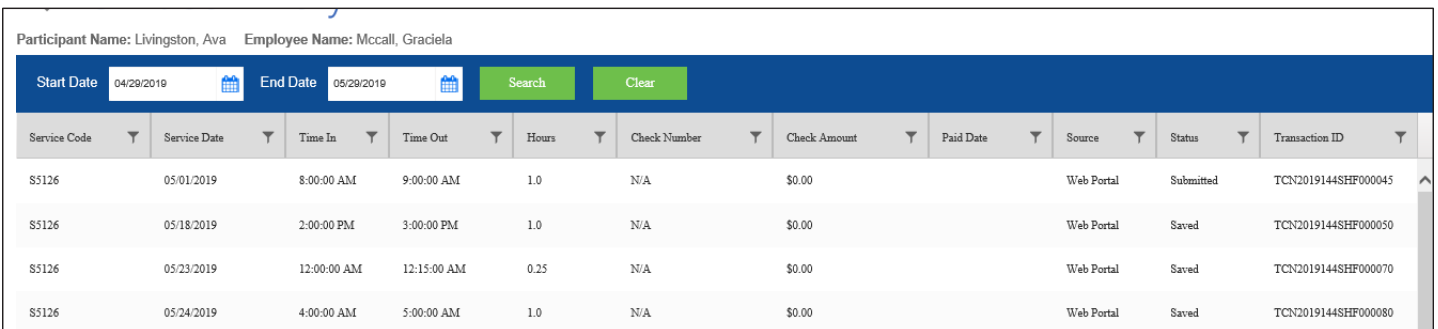 Participant Name: Livingston, Ava Employee Name: Mccall, Graciela
Start Date 04/29/2019 End Date 05/29/2019 Search Clear
Service Code Service Date Time In Time Out Hours Check Number Check Amount Paid Date Source Status Transaction ID
S5126 05/01/2019 8:00:00 AM 9:00:00 AM 1.0 N/A $0.00 Web Portal Submitted TCN2019144SHF000045
S5126 05/18/2019 2:00:00 PM 3:00:00 PM 1.0 N/A $0.00 Web Portal Saved TCN2019144SHF000050
S5126 05/23/2019 12:00:00 AM 12:15:00 AM 0.25 N/A $0.00 Web Portal Saved TCN2019144SHF000070
S5126 05/24/2019 4:00:00 AM 5:00:00 AM 1.0 N/A $0.00 Web Portal Saved TCN2019144SHF000080